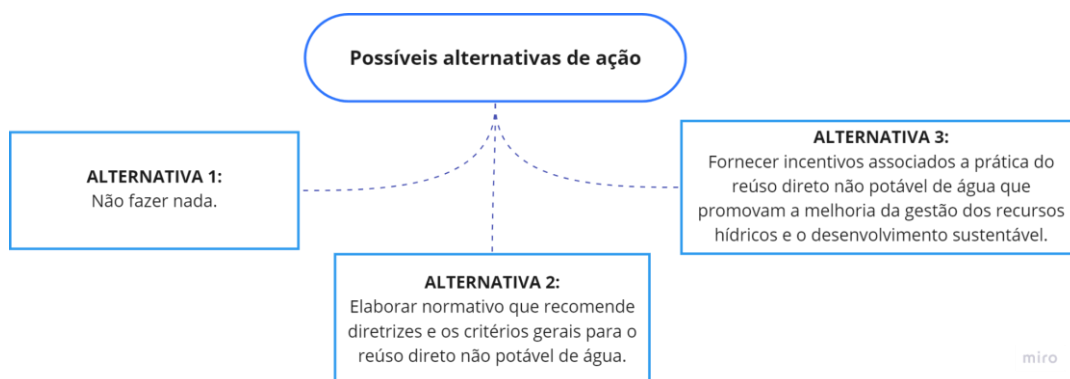 Possíveis alternativas de ação
ALTERNATIVA 1:
Não fazer nada.
ALTERNATIVA 2:
Elaborar normativo que recomende
diretrizes e os critérios gerais para o
reúso direto não potável de água.
ALTERNATIVA 3:
Fornecer incentivos associados a prática do
reúso direto não potável de água que
promovam a melhoria da gestão dos recursos
hídricos e o desenvolvimento sustentável.
miro